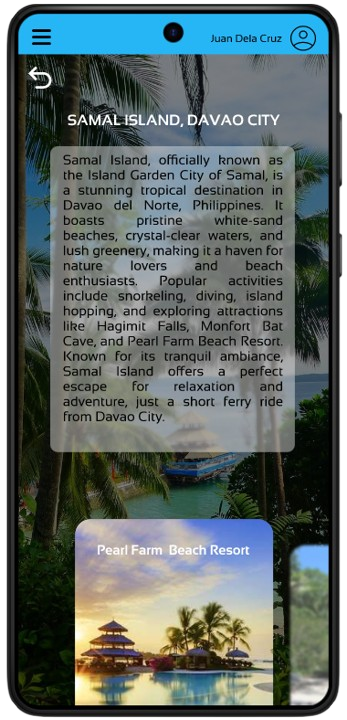 Juan Dela Cruz
SAMAL ISLAND, DAVAO CITY
Samal Island, officially known as
the Island Garden City of Samal, is
a stunning tropical destination in
Davao del Norte, Philippines. It
boasts pristine white-sand
beaches, crystal-clear waters, and
lush greenery, making it a haven for
nature lovers and beach
enthusiasts. Popular activities
include snorkeling, diving, island
hopping, and exploring attractions
like Hagimit Falls, Monfort Bat
Cave, and Pearl Farm Beach Resort.
Known for its tranquil ambiance,
Samal Island offers a perfect
escape for relaxation and
adventure, just a short ferry ride
from Davao City.
Pearl Farm Beach Resort